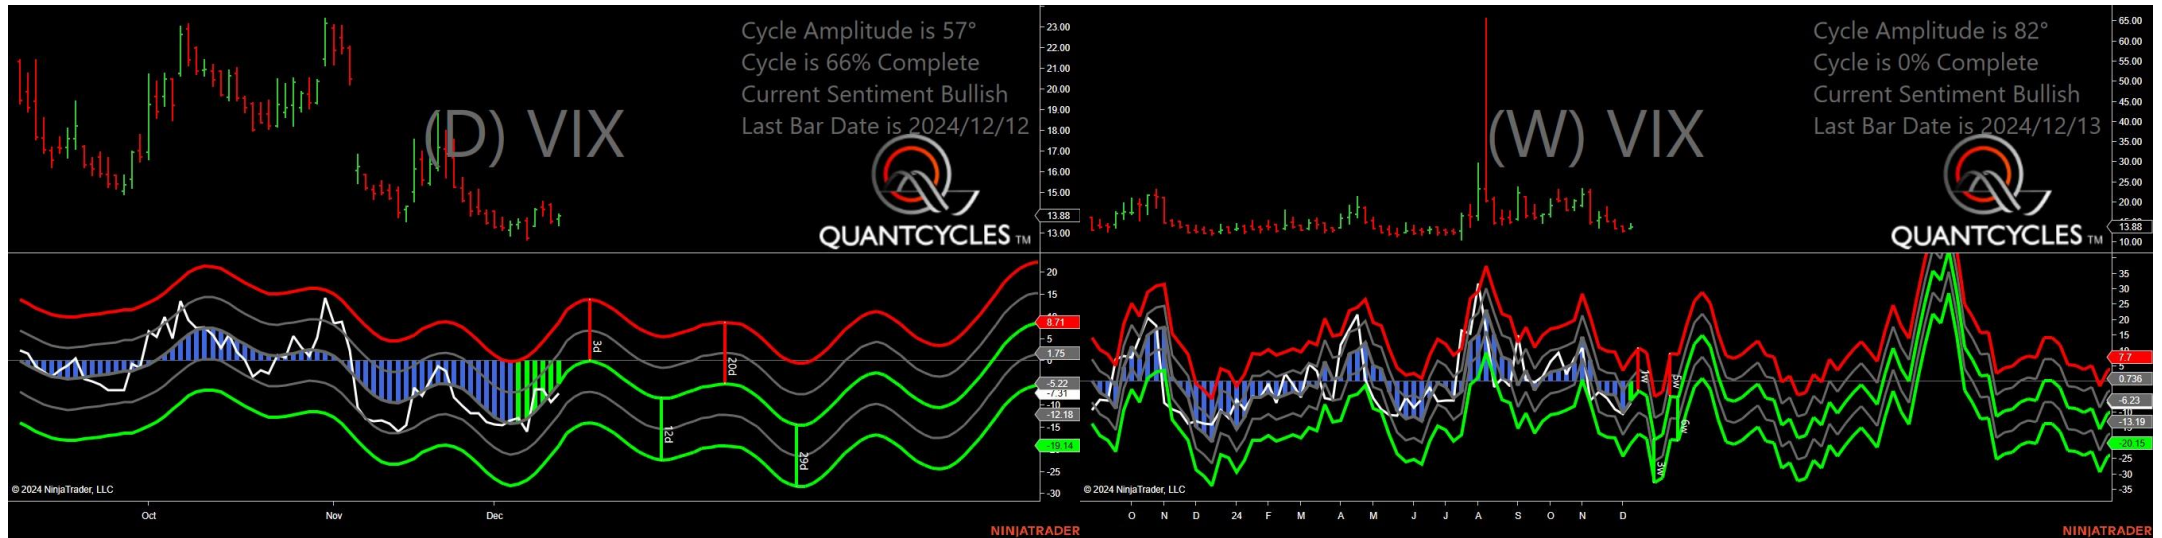 Cycle Amplitude is 57°
Cycle is 66% Complete
Current Sentiment Bullish
Last Bar Date is 2024/12/12
(D) VIX
QUANTCYCLES TM
23.00
22.00
21.00
20.00
19.00
18.00
17.00
16.00
15.00
13.88
13.00
20
15
8.71
5
1.75
-5.22
-7.31
-10
-12.18
-15
-19.14
-25
-30
3d
12d
20d
29d
© 2024 NinjaTrader, LLC
Oct
Nov
Dec
NINJATRADER
Cycle Amplitude is 82°
Cycle is 0% Complete
Current Sentiment Bullish
Last Bar Date is 2024/12/13
(W) VIX
QUANTCYCLES TM
65.00
60.00
55.00
50.00
45.00
40.00
35.00
30.00
25.00
20.00
13.88
10.00
35
30
25
20
15
10
7.7
5
0.736
-6.23
-10
-13.19
-20.15
-25
-30
-35
3w
5w
6w
© 2024 NinjaTrader, LLC
O
N
D
24
F
M
A
M
J
J
A
S
O
N
D
NINJATRADER